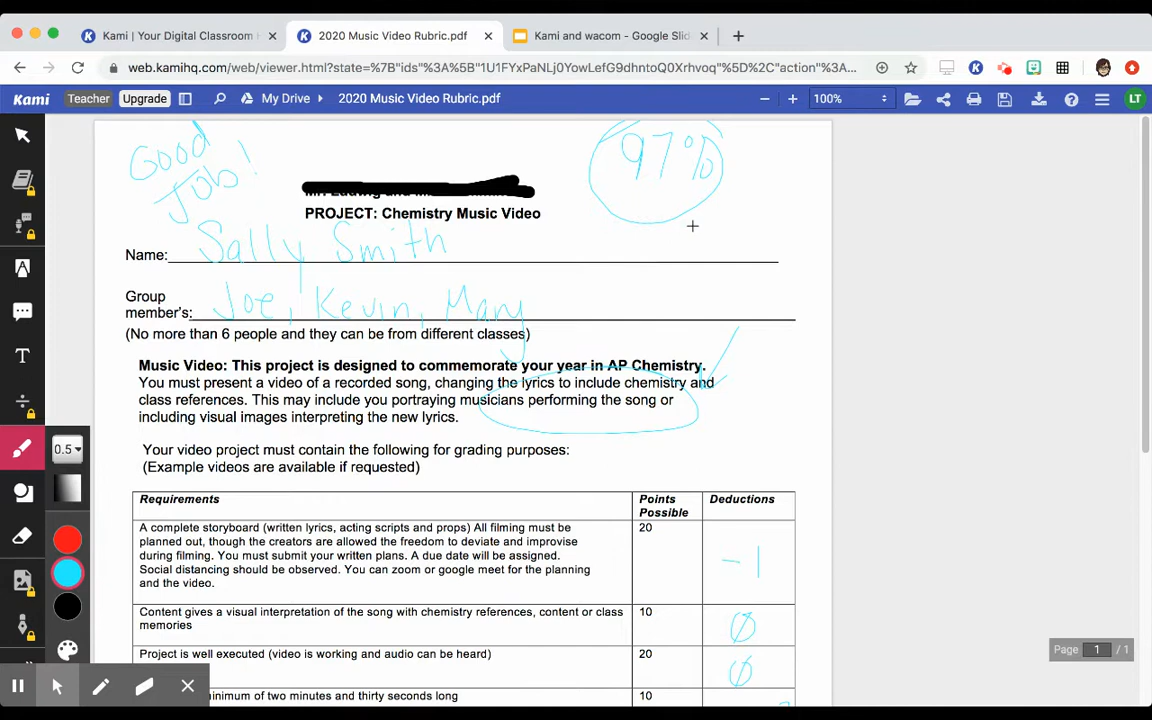 Kami | Your Digital Classroom H
2020 Music Video Rubric.pdf
Kami and wacom - Google Slid
web.kamihq.com/web/viewer.html?state=%7B"ids"%3A%5B"1U1FYxPaNLj0YowLefG9dhntoQ0Xrhvoq"%5D%2C"action"%3A...
Kami
Teacher
Upgrade
My Drive
2020 Music Video Rubric.pdf
100%
LT
Good
Job!
97%
PROJECT: Chemistry Music Video
Name: Sally Smith
Group
member's: Joe, Kevin, Mary
(No more than 6 people and they can be from different classes)
Music Video: This project is designed to commemorate your year in AP Chemistry.
You must present a video of a recorded song, changing the lyrics to include chemistry and
class references. This may include you portraying musicians performing the song or
including visual images interpreting the new lyrics.
Your video project must contain the following for grading purposes:
(Example videos are available if requested)
Requirements Points Deductions
Possible
A complete storyboard (written lyrics, acting scripts and props) All filming must be 20
planned out, though the creators are allowed the freedom to deviate and improvise
during filming. You must submit your written plans. A due date will be assigned. -1
Social distancing should be observed. You can zoom or google meet for the planning
and the video.
Content gives a visual interpretation of the song with chemistry references, content or class 10
memories 0
Project is well executed (video is working and audio can be heard) 20 0
inimum of two minutes and thirty seconds long 10
0.5
Page 1 / 1